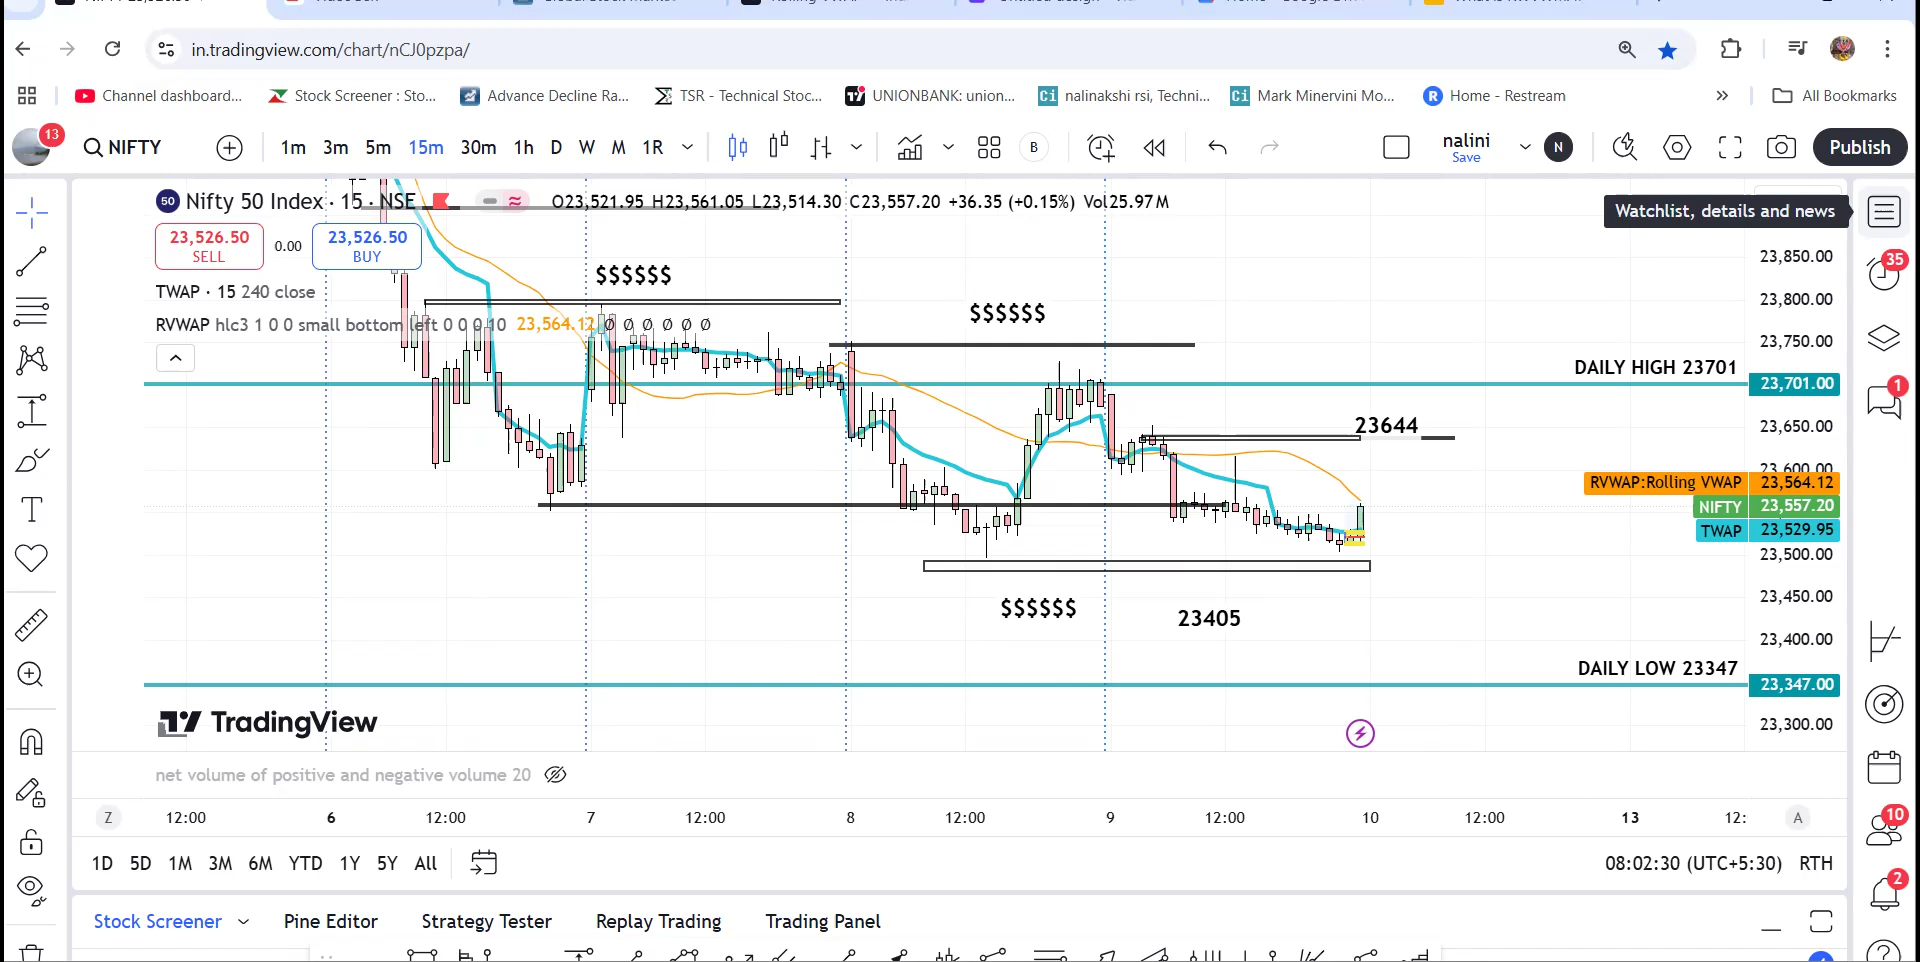 in.tradingview.com/chart/nCJ0pzpa/
Channel dashboard...
Stock Screener : Sto...
Advance Decline Ra...
TSR - Technical Stoc...
UNIONBANK: union...
nalinakshi rsi, Techni...
Mark Minervini Mo...
Home - Restream
»
All Bookmarks
13
NIFTY
1m 3m 5m 15m 30m 1h D W M 1R
B
nalini
Save
N
Publish
50 Nifty 50 Index · 15 · NSE
O23,521.95 H23,561.05 L23,514.30 C23,557.20 +36.35 (+0.15%) Vol25.97M
Watchlist, details and news
23,526.50
SELL
0.00
23,526.50
BUY
TWAP · 15 240 close
RVWAP hlc3 1 0 0 small bottom left 0 0 0 10 23,564.12 Ø Ø Ø Ø Ø Ø
$$$$$$
$$$$$$
DAILY HIGH 23701
23644
$$$$$$
23405
DAILY LOW 23347
23,850.00
23,800.00
23,750.00
23,701.00
23,650.00
23,600.00
RVWAP:Rolling VWAP 23,564.12
NIFTY 23,557.20
TWAP 23,529.95
23,500.00
23,450.00
23,400.00
23,347.00
23,300.00
TradingView
net volume of positive and negative volume 20
Z 12:00 6 12:00 7 12:00 8 12:00 9 12:00 10 12:00 13 12: A
1D 5D 1M 3M 6M YTD 1Y 5Y All
08:02:30 (UTC+5:30) RTH
Stock Screener
Pine Editor
Strategy Tester
Replay Trading
Trading Panel
35
1
10
2